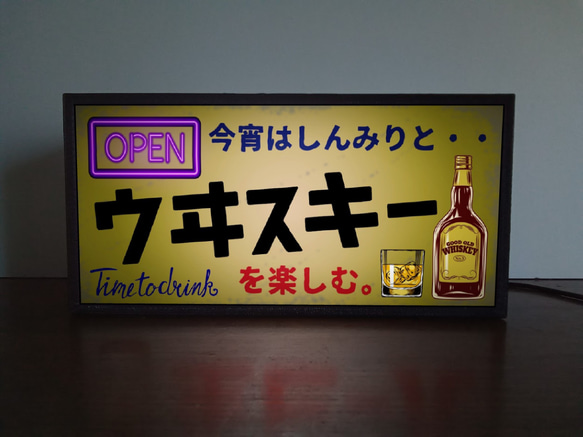 OPEN
今宵はしんみりと・・
ウヰスキー
Time to drink
を楽しむ。
GOOD OLD
WHISKEY